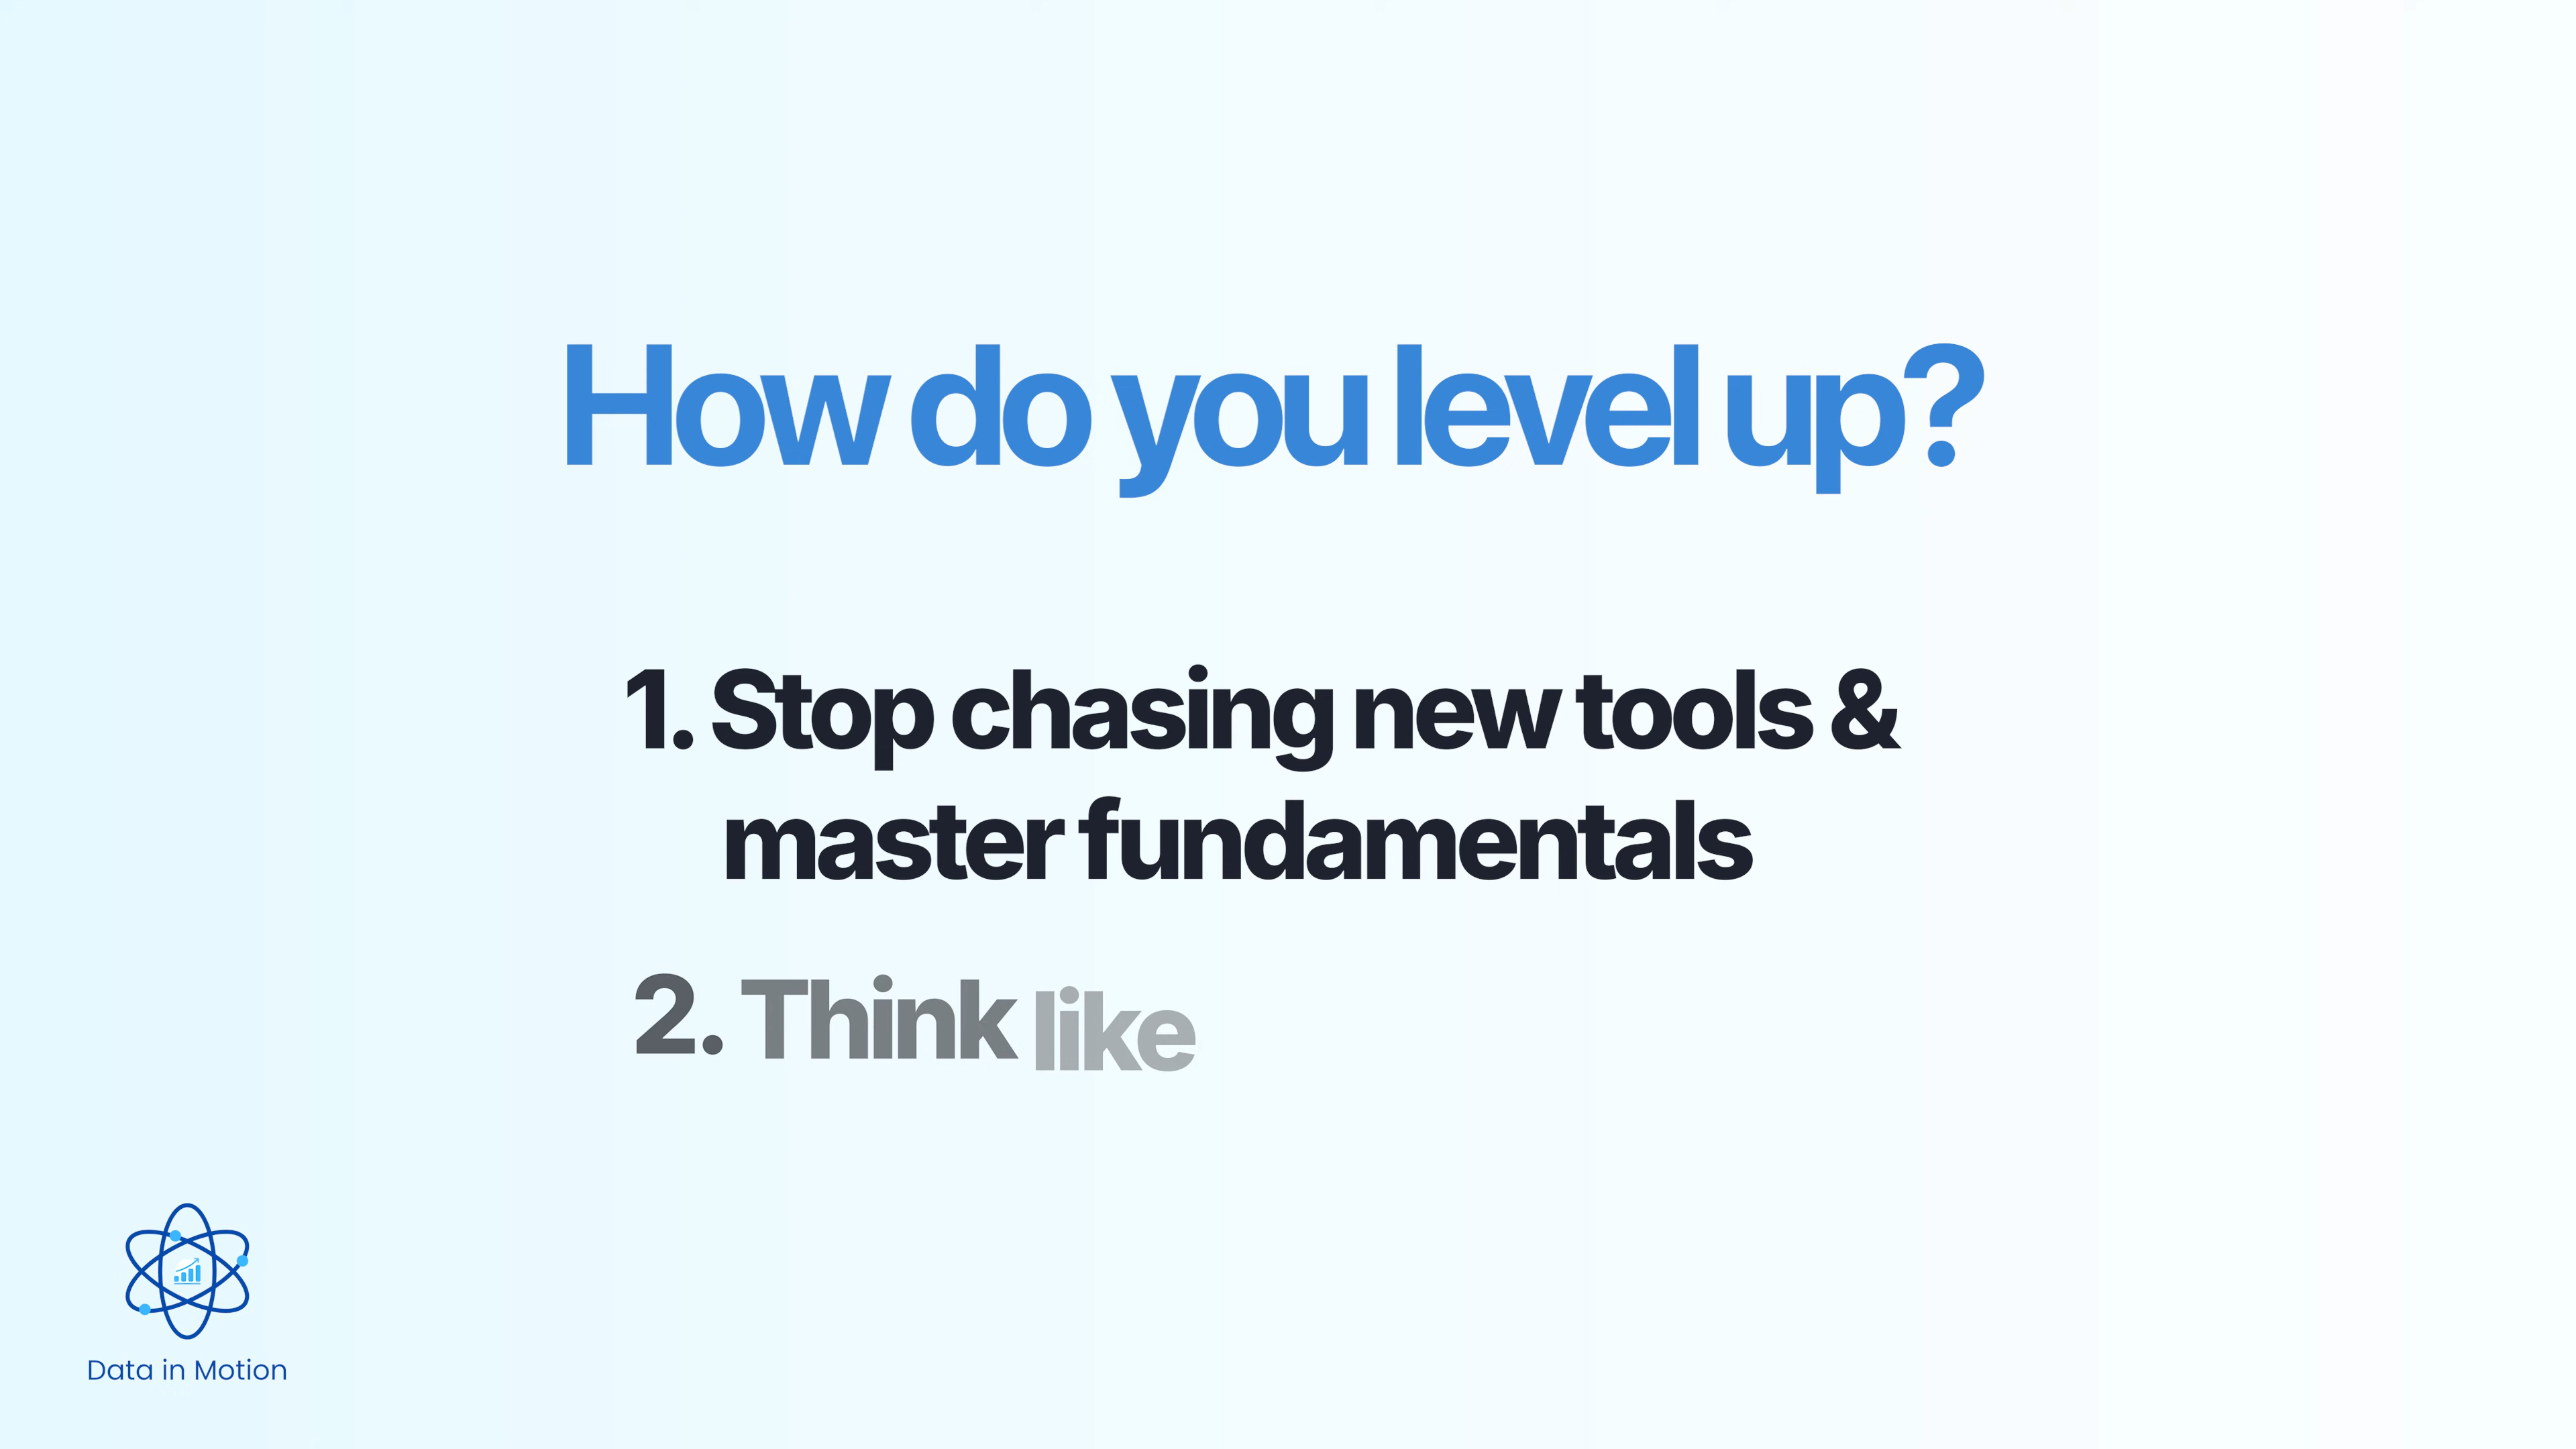 How do you level up?
1. Stop chasing new tools &
master fundamentals
2. Think like
Data in Motion